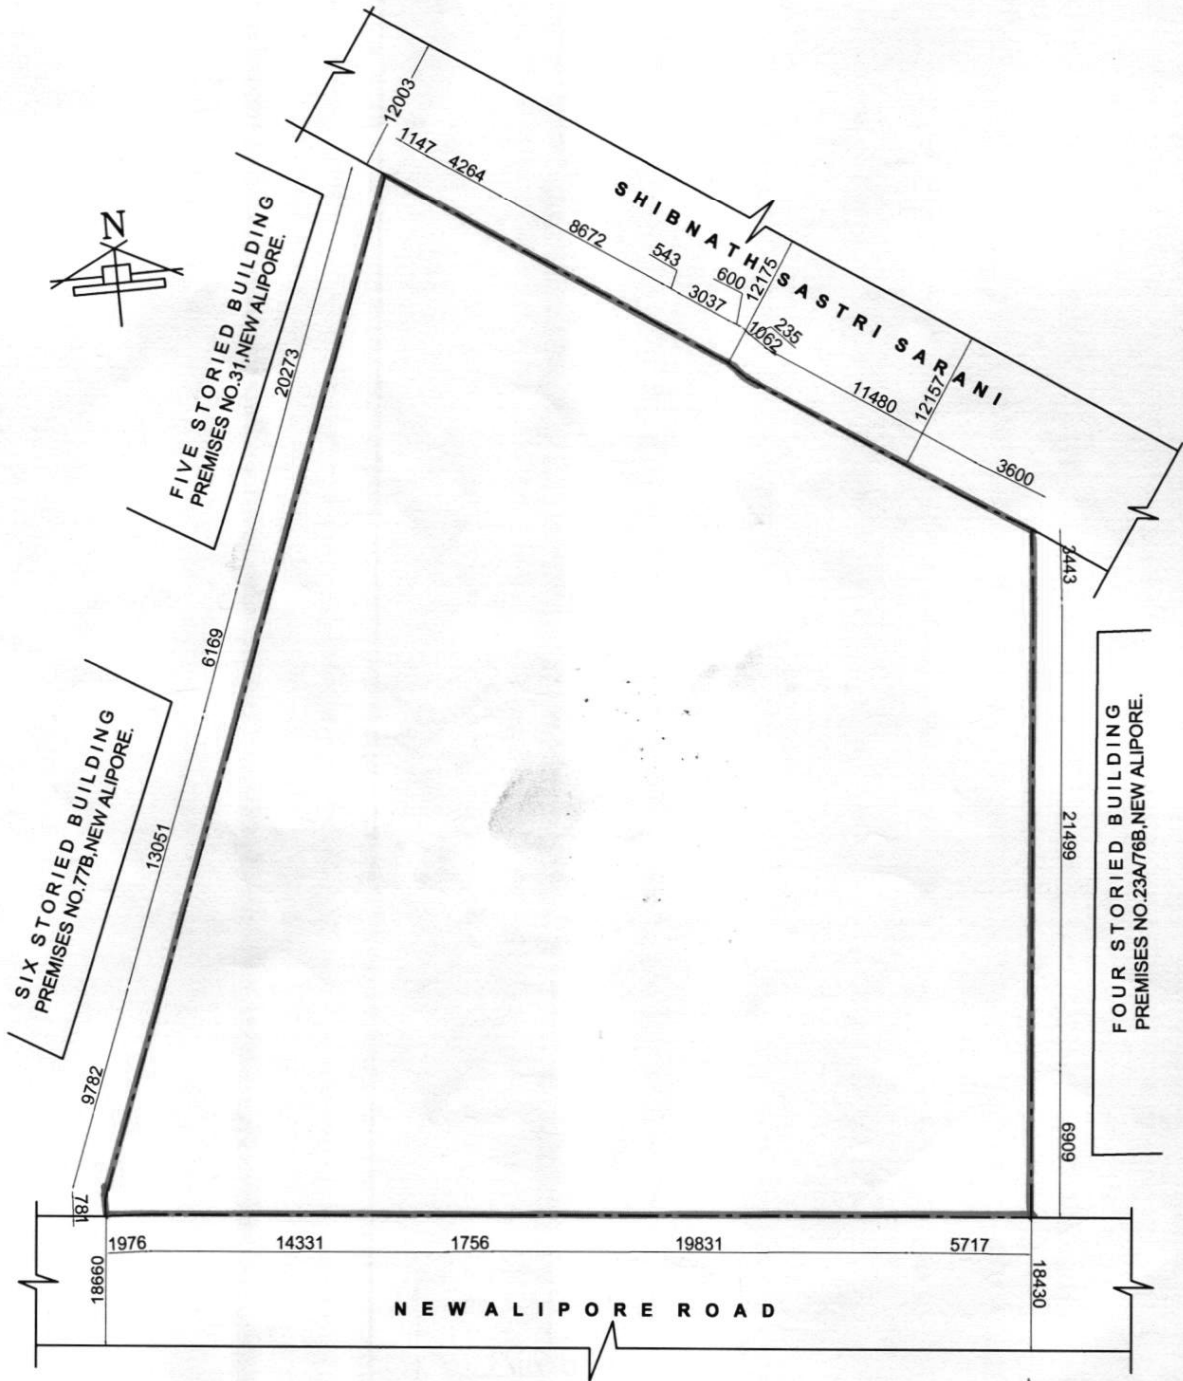 12003
1147 4264
SHIBNATH SASTRI SARANI
8672
543
3037
600
12175
1062
235
11480
12157
3600
N
FIVE STORIED BUILDING
PREMISES NO.31,NEW ALIPORE.
20273
6169
SIX STORIED BUILDING
PREMISES NO.77B,NEW ALIPORE.
13051
9782
781
3443
21499
6909
FOUR STORIED BUILDING
PREMISES NO.23A/76B,NEW ALIPORE.
1976 14331 1756 19831 5717
18660
18430
NEW ALIPORE ROAD